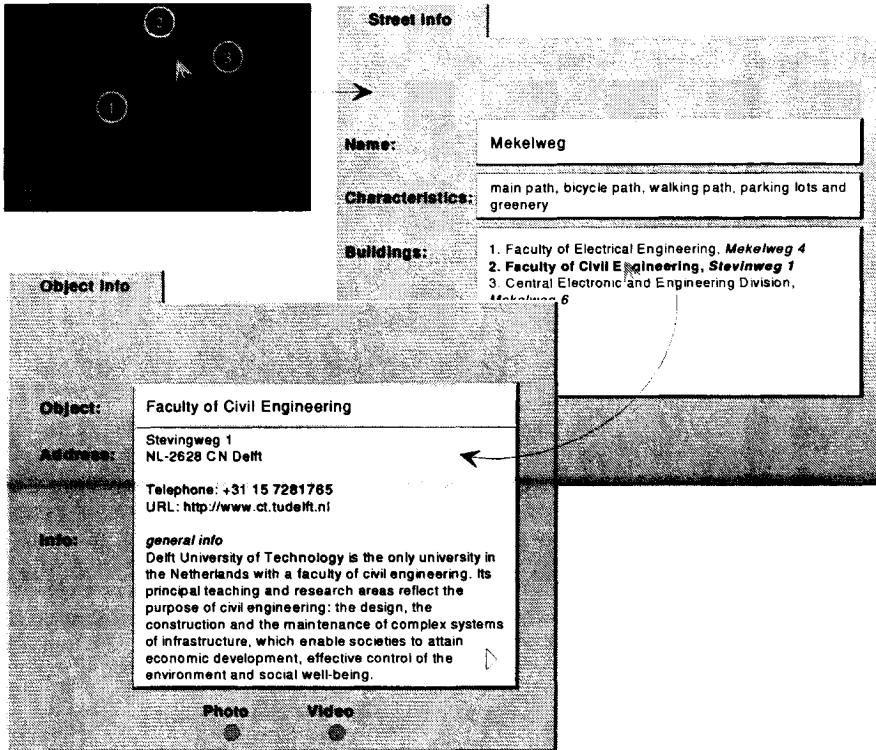 2
3
1
Street Info
Name:
Mekelweg
Characteristics:
main path, bicycle path, walking path, parking lots and
greenery
Buildings:
1. Faculty of Electrical Engineering, Mekelweg 4
2. Faculty of Civil Engineering, Stevinweg 1
3. Central Electronic and Engineering Division,
Mekelweg 6
Object Info
Object:
Faculty of Civil Engineering
Address:
Stevingweg 1
NL-2628 CN Delft
Telephone: +31 15 7281765
URL: http://www.ct.tudelft.nl
Info:
general info
Delft University of Technology is the only university in
the Netherlands with a faculty of civil engineering. Its
principal teaching and research areas reflect the
purpose of civil engineering: the design, the
construction and the maintenance of complex systems
of infrastructure, which enable societies to attain
economic development, effective control of the
environment and social well-being.
Photo
Video